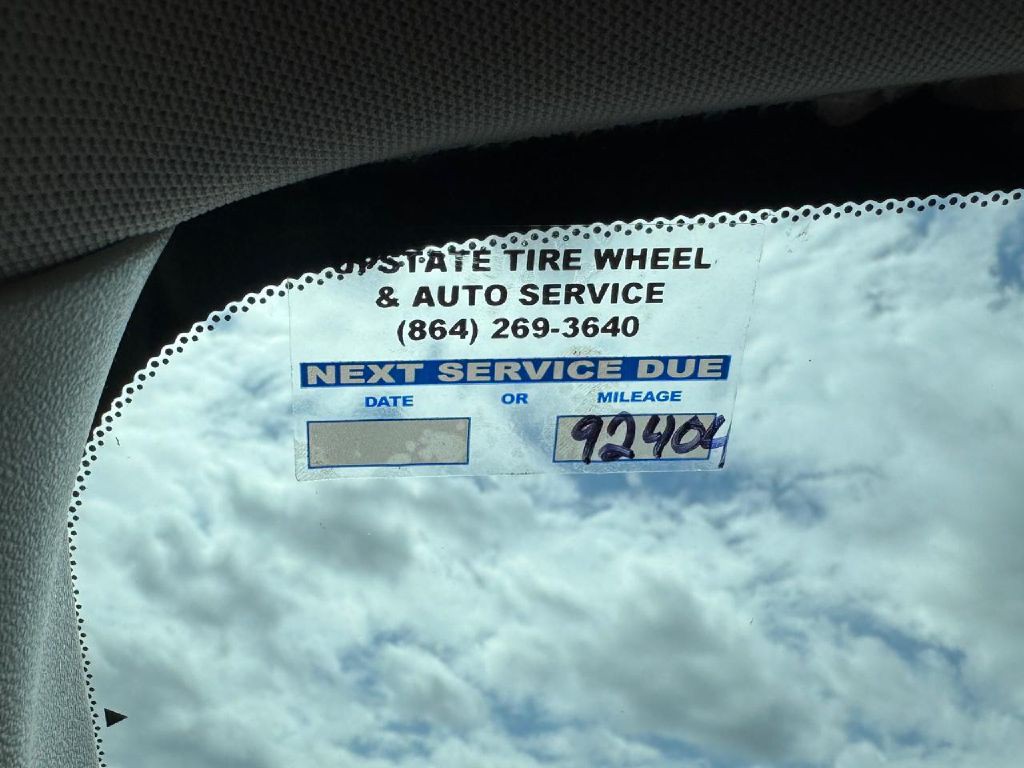 UPSTATE TIRE WHEEL
& AUTO SERVICE
(864) 269-3640
NEXT SERVICE DUE
DATE OR MILEAGE
92404